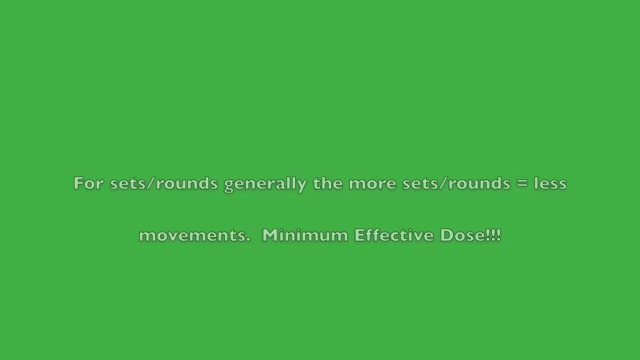 For sets/rounds generally the more sets/rounds = less
movements.  Minimum Effective Dose!!!